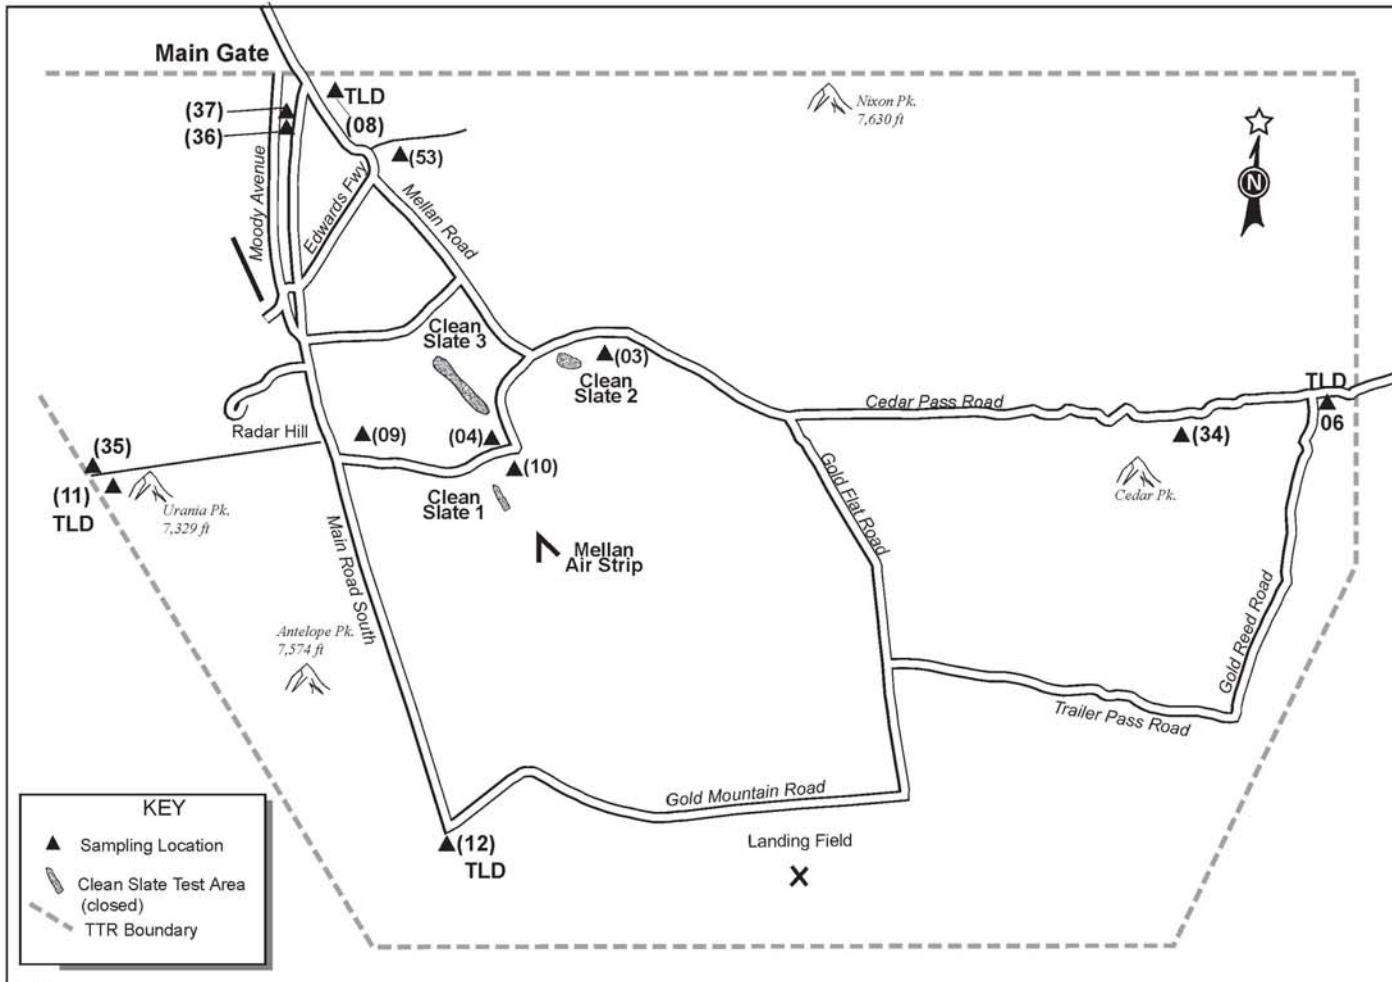 Main Gate
TLD
(08)
(37)
(36)
(53)
Nixon Pk.
7,630 ft
N
Moody Avenue
Edwards Fwy
Mellan Road
Clean
Slate 3
(03)
Clean
Slate 2
Cedar Pass Road
TLD
06
(34)
Cedar Pk.
Radar Hill
(09)
(04)
(10)
(35)
(11)
TLD
Urania Pk.
7,329 ft
Clean
Slate 1
Gold Flat Road
Main Road South
Mellan
Air Strip
Antelope Pk.
7,574 ft
Gold Reed Road
Trailer Pass Road
Gold Mountain Road
Landing Field
(12)
TLD
KEY
Sampling Location
Clean Slate Test Area
(closed)
TTR Boundary